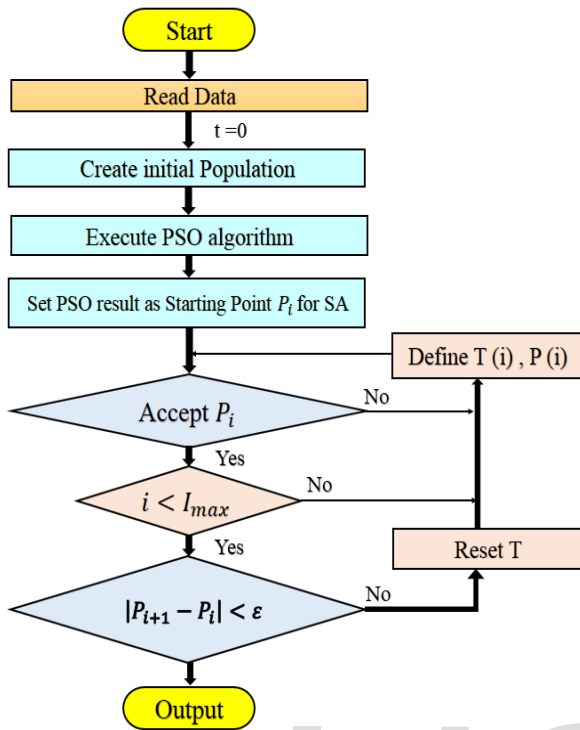 Start
Read Data
t =0
Create initial Population
Execute PSO algorithm
Set PSO result as Starting Point P_i for SA
Define T (i) , P (i)
Accept P_i
No
Yes
i < I_max
No
Yes
Reset T
|P_{i+1} − P_i| < ε
No
Output